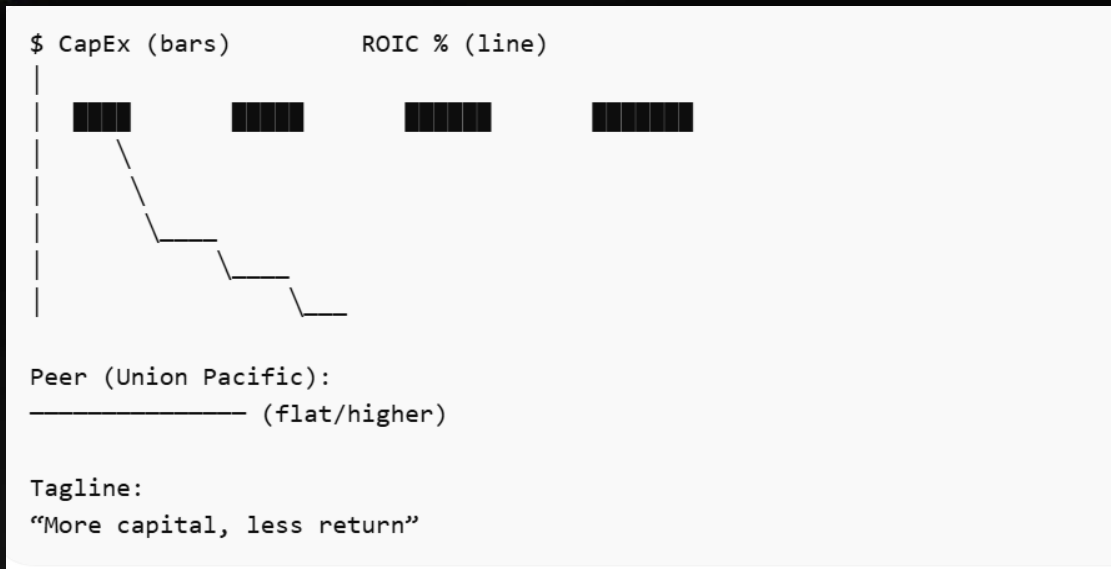 $ CapEx (bars) ROIC % (line)
Peer (Union Pacific):
─────────────── (flat/higher)
Tagline:
“More capital, less return”